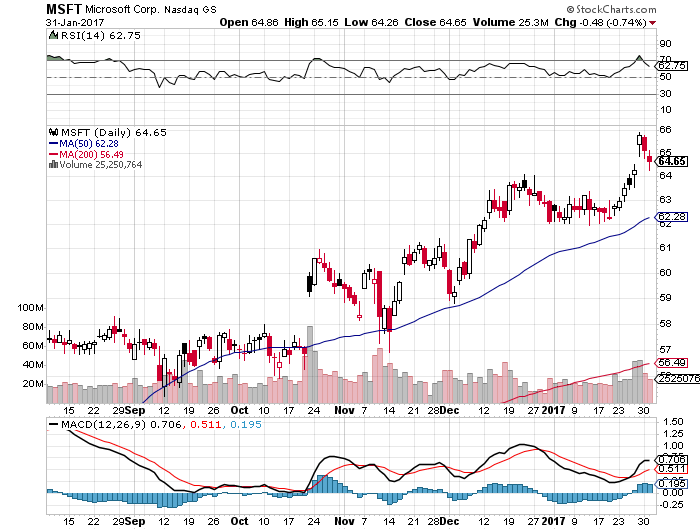 MSFT Microsoft Corp. Nasdaq GS © StockCharts.com
31-Jan-2017 Open 64.86 High 65.15 Low 64.26 Close 64.65 Volume 25.3M Chg -0.48 (-0.74%)
RSI(14) 62.75
90
70
62.75
50
30
10
MSFT (Daily) 64.65
MA(50) 62.28
MA(200) 56.49
Volume 25,250,764
66
65
64.65
64
63
62.28
62
61
60
59
58
57
56.49
100M
80M
60M
40M
20M
2525076
15 22 29 Sep 12 19 26 Oct 10 17 24 Nov 7 14 21 28 Dec 12 19 27 2017 9 17 23 30
MACD(12,26,9) 0.706, 0.511, 0.195
1.50
1.25
1.00
0.706
0.511
0.195
0.00
-0.25
15 22 29 Sep 12 19 26 Oct 10 17 24 Nov 7 14 21 28 Dec 12 19 27 2017 9 17 23 30